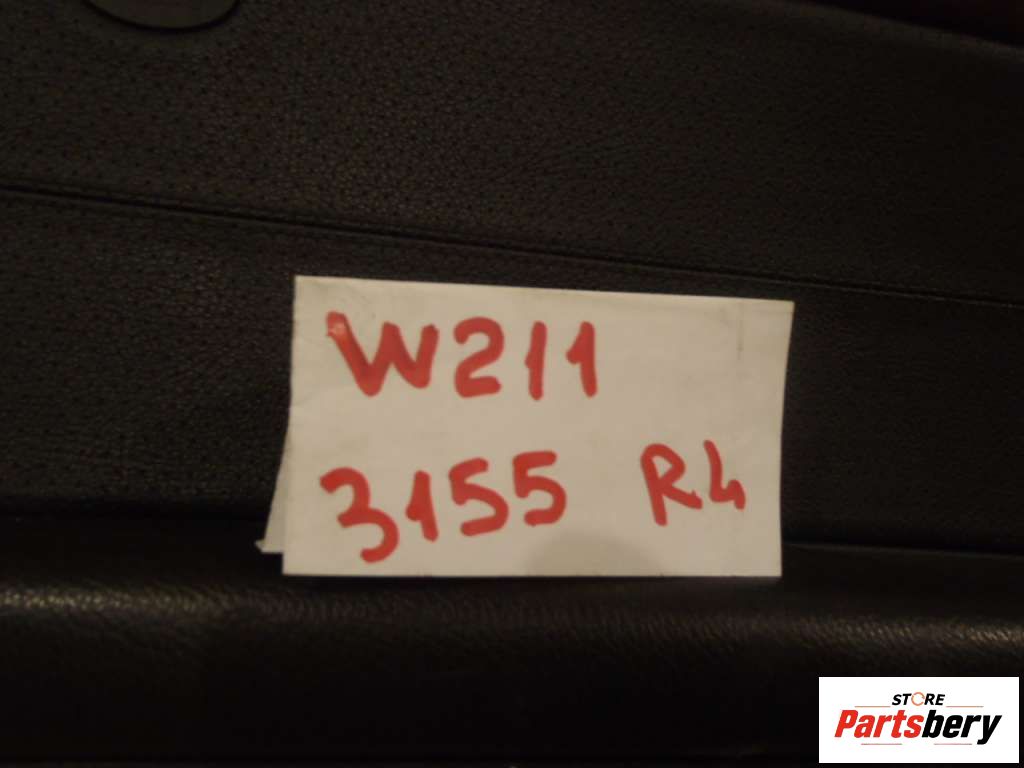 W211
3155 R4
STORE
Partsbery